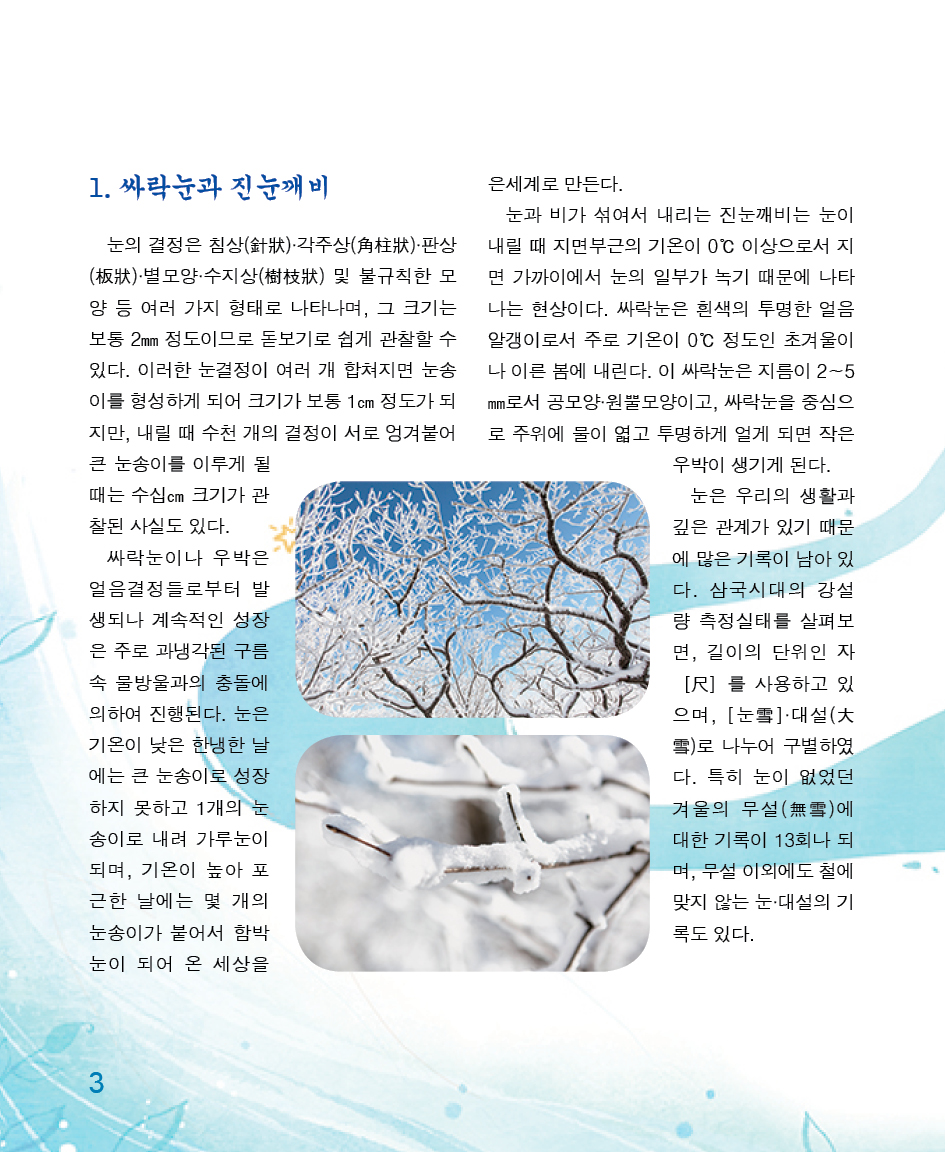 1. 싸락눈과 진눈깨비
눈의 결정은 침상(針狀)·각주상(角柱狀)·판상
(板狀)·별모양·수지상(樹枝狀) 및 불규칙한 모
양 등 여러 가지 형태로 나타나며, 그 크기는
보통 2㎜ 정도이므로 돋보기로 쉽게 관찰할 수
있다. 이러한 눈결정이 여러 개 합쳐지면 눈송
이를 형성하게 되어 크기가 보통 1㎝ 정도가 되
지만, 내릴 때 수천 개의 결정이 서로 엉겨붙어
큰 눈송이를 이루게 될
때는 수십㎝ 크기가 관
찰된 사실도 있다.
싸락눈이나 우박은
얼음결정들로부터 발
생되나 계속적인 성장
은 주로 과냉각된 구름
속 물방울과의 충돌에
의하여 진행된다. 눈은
기온이 낮은 한냉한 날
에는 큰 눈송이로 성장
하지 못하고 1개의 눈
송이로 내려 가루눈이
되며, 기온이 높아 포
근한 날에는 몇 개의
눈송이가 붙어서 함박
눈이 되어 온 세상을
은세계로 만든다.
눈과 비가 섞여서 내리는 진눈깨비는 눈이
내릴 때 지면부근의 기온이 0℃ 이상으로서 지
면 가까이에서 눈의 일부가 녹기 때문에 나타
나는 현상이다. 싸락눈은 흰색의 투명한 얼음
알갱이로서 주로 기온이 0℃ 정도인 초겨울이
나 이른 봄에 내린다. 이 싸락눈은 지름이 2～5
㎜로서 공모양·원뿔모양이고, 싸락눈을 중심으
로 주위에 물이 엷고 투명하게 얼게 되면 작은
우박이 생기게 된다.
눈은 우리의 생활과
깊은 관계가 있기 때문
에 많은 기록이 남아 있
다. 삼국시대의 강설
량 측정실태를 살펴보
면, 길이의 단위인 자
[尺] 를 사용하고 있
으며, [눈雪]·대설(大
雪)로 나누어 구별하였
다. 특히 눈이 없었던
겨울의 무설(無雪)에
대한 기록이 13회나 되
며, 무설 이외에도 철에
맞지 않는 눈·대설의 기
록도 있다.
3